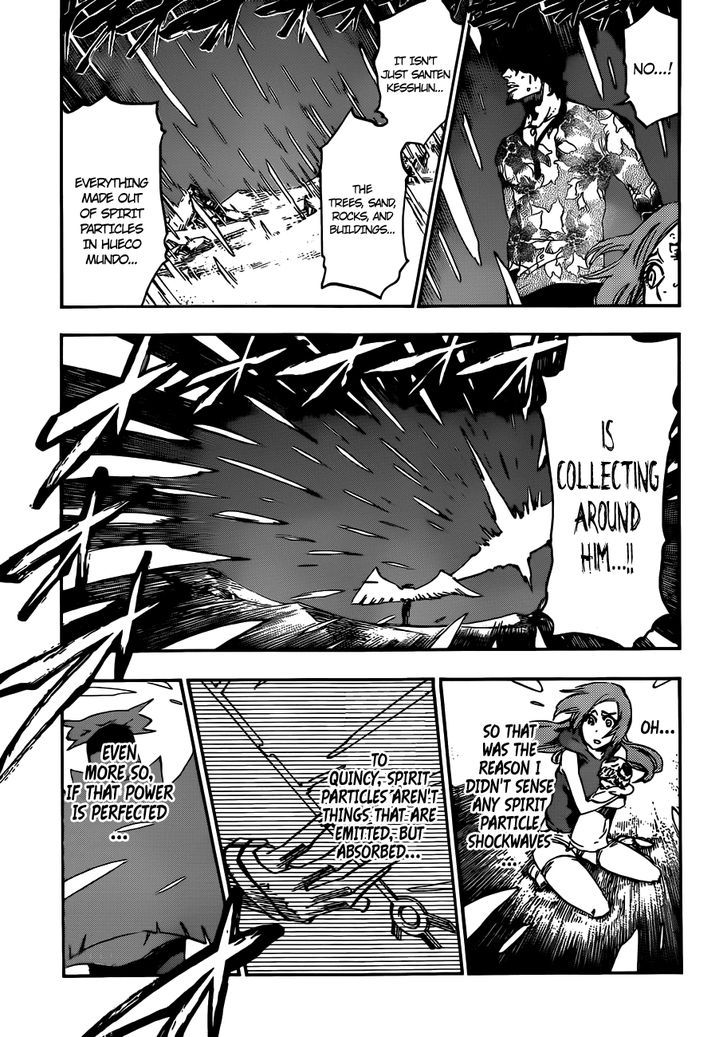 NO...!
IT ISN'T
JUST SANTEN
KESSHUN...
THE
TREES, SAND,
ROCKS, AND
BUILDINGS...
EVERYTHING
MADE OUT
OF SPIRIT
PARTICLES
IN HUECO
MUNDO...
IS
COLLECTING
AROUND
HIM...!!
OH...
SO THAT
WAS THE
REASON I
DIDN'T SENSE
ANY SPIRIT
PARTICLE
SHOCKWAVES
...
TO
QUINCY, SPIRIT
PARTICLES AREN'T
THINGS THAT ARE
EMITTED, BUT
ABSORBED...
EVEN
MORE SO,
IF THAT POWER
IS PERFECTED
...